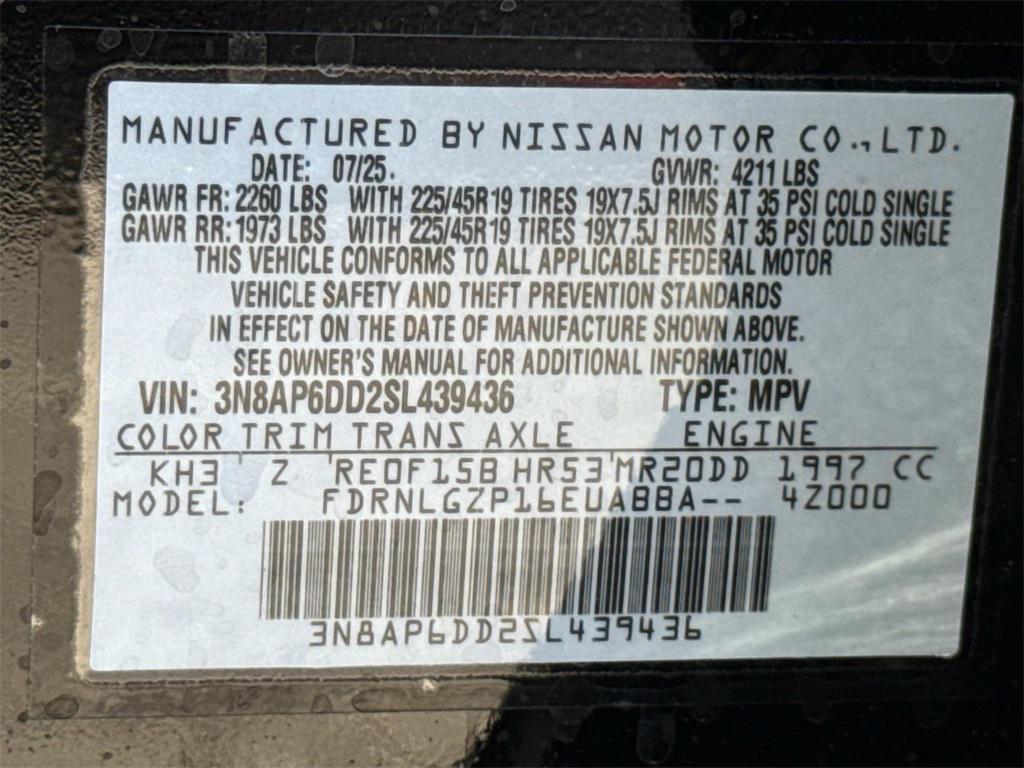 MANUFACTURED BY NISSAN MOTOR CO., LTD.
DATE: 07/25. GVWR: 4211 LBS
GAWR FR: 2260 LBS WITH 225/45R19 TIRES 19X7.5J RIMS AT 35 PSI COLD SINGLE
GAWR RR: 1973 LBS WITH 225/45R19 TIRES 19X7.5J RIMS AT 35 PSI COLD SINGLE
THIS VEHICLE CONFORMS TO ALL APPLICABLE FEDERAL MOTOR
VEHICLE SAFETY AND THEFT PREVENTION STANDARDS
IN EFFECT ON THE DATE OF MANUFACTURE SHOWN ABOVE.
SEE OWNER'S MANUAL FOR ADDITIONAL INFORMATION.
VIN: 3N8AP6DD2SL439436 TYPE: MPV
COLOR TRIM TRANS AXLE ENGINE
KH3 Z RE0F15B HR53 MR20DD 1997 CC
MODEL: FDRNLGZP16EUABBA-- 4Z000
3N8AP6DD2SL439436